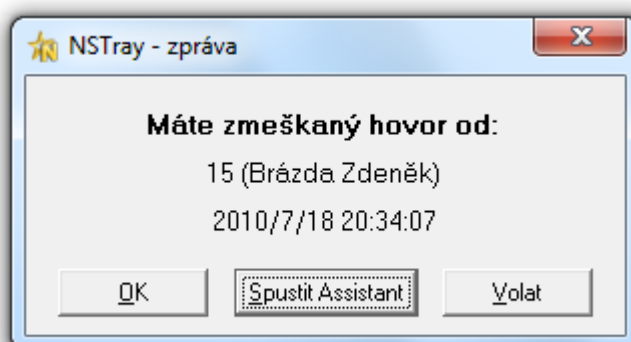 NSTray - zpráva
Máte zmeškaný hovor od:
15 (Brázda Zdeněk)
2010/7/18 20:34:07
OK Spustit Assistant Volat